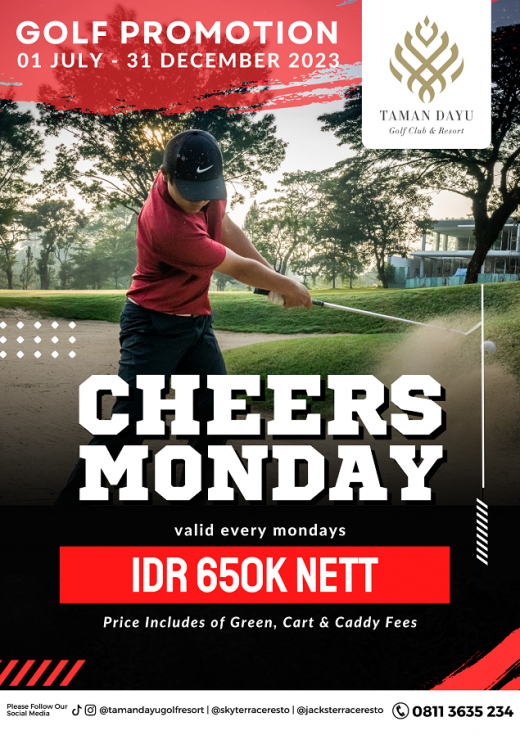 GOLF PROMOTION
01 JULY - 31 DECEMBER 2023
TAMAN DAYU
Golf Club & Resort
CHEERS
MONDAY
valid every mondays
IDR 650K NETT
Price Includes of Green, Cart & Caddy Fees
Please Follow Our
Social Media
@tamandayugolfresort | @skyterraceresto | @jacksterraceresto
0811 3635 234